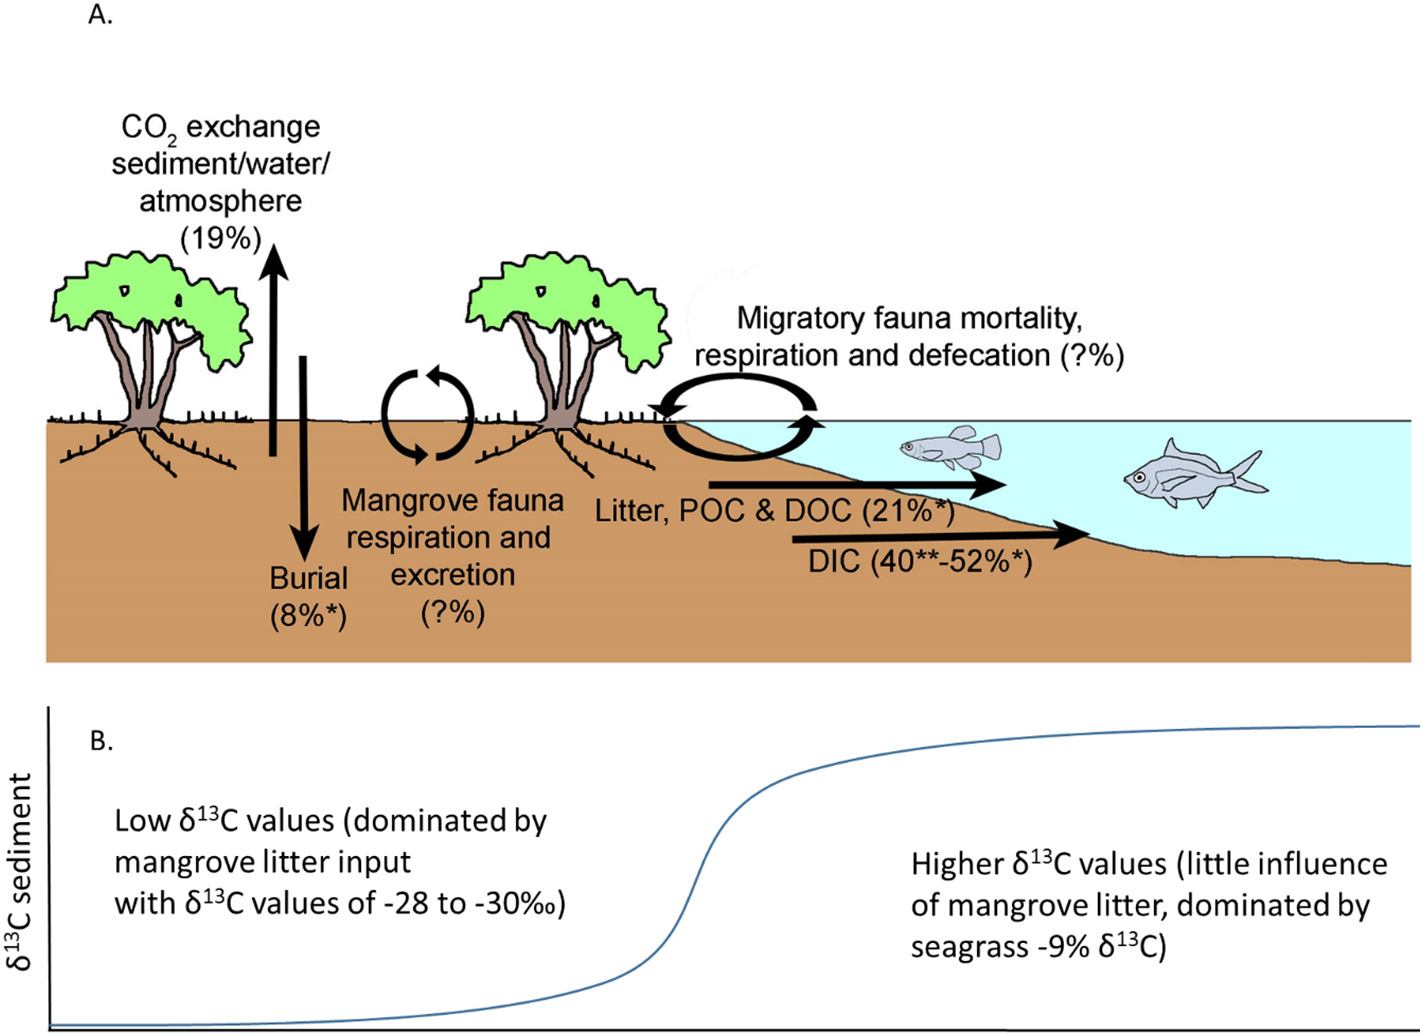 A.
CO2 exchange
sediment/water/
atmosphere
(19%)
Migratory fauna mortality,
respiration and defecation (?%)
Mangrove fauna
respiration and
excretion
(?%)
Litter, POC & DOC (21%*)
DIC (40**-52%*)
Burial
(8%*)
B.
δ13C sediment
Low δ13C values (dominated by
mangrove litter input
with δ13C values of -28 to -30‰)
Higher δ13C values (little influence
of mangrove litter, dominated by
seagrass -9% δ13C)